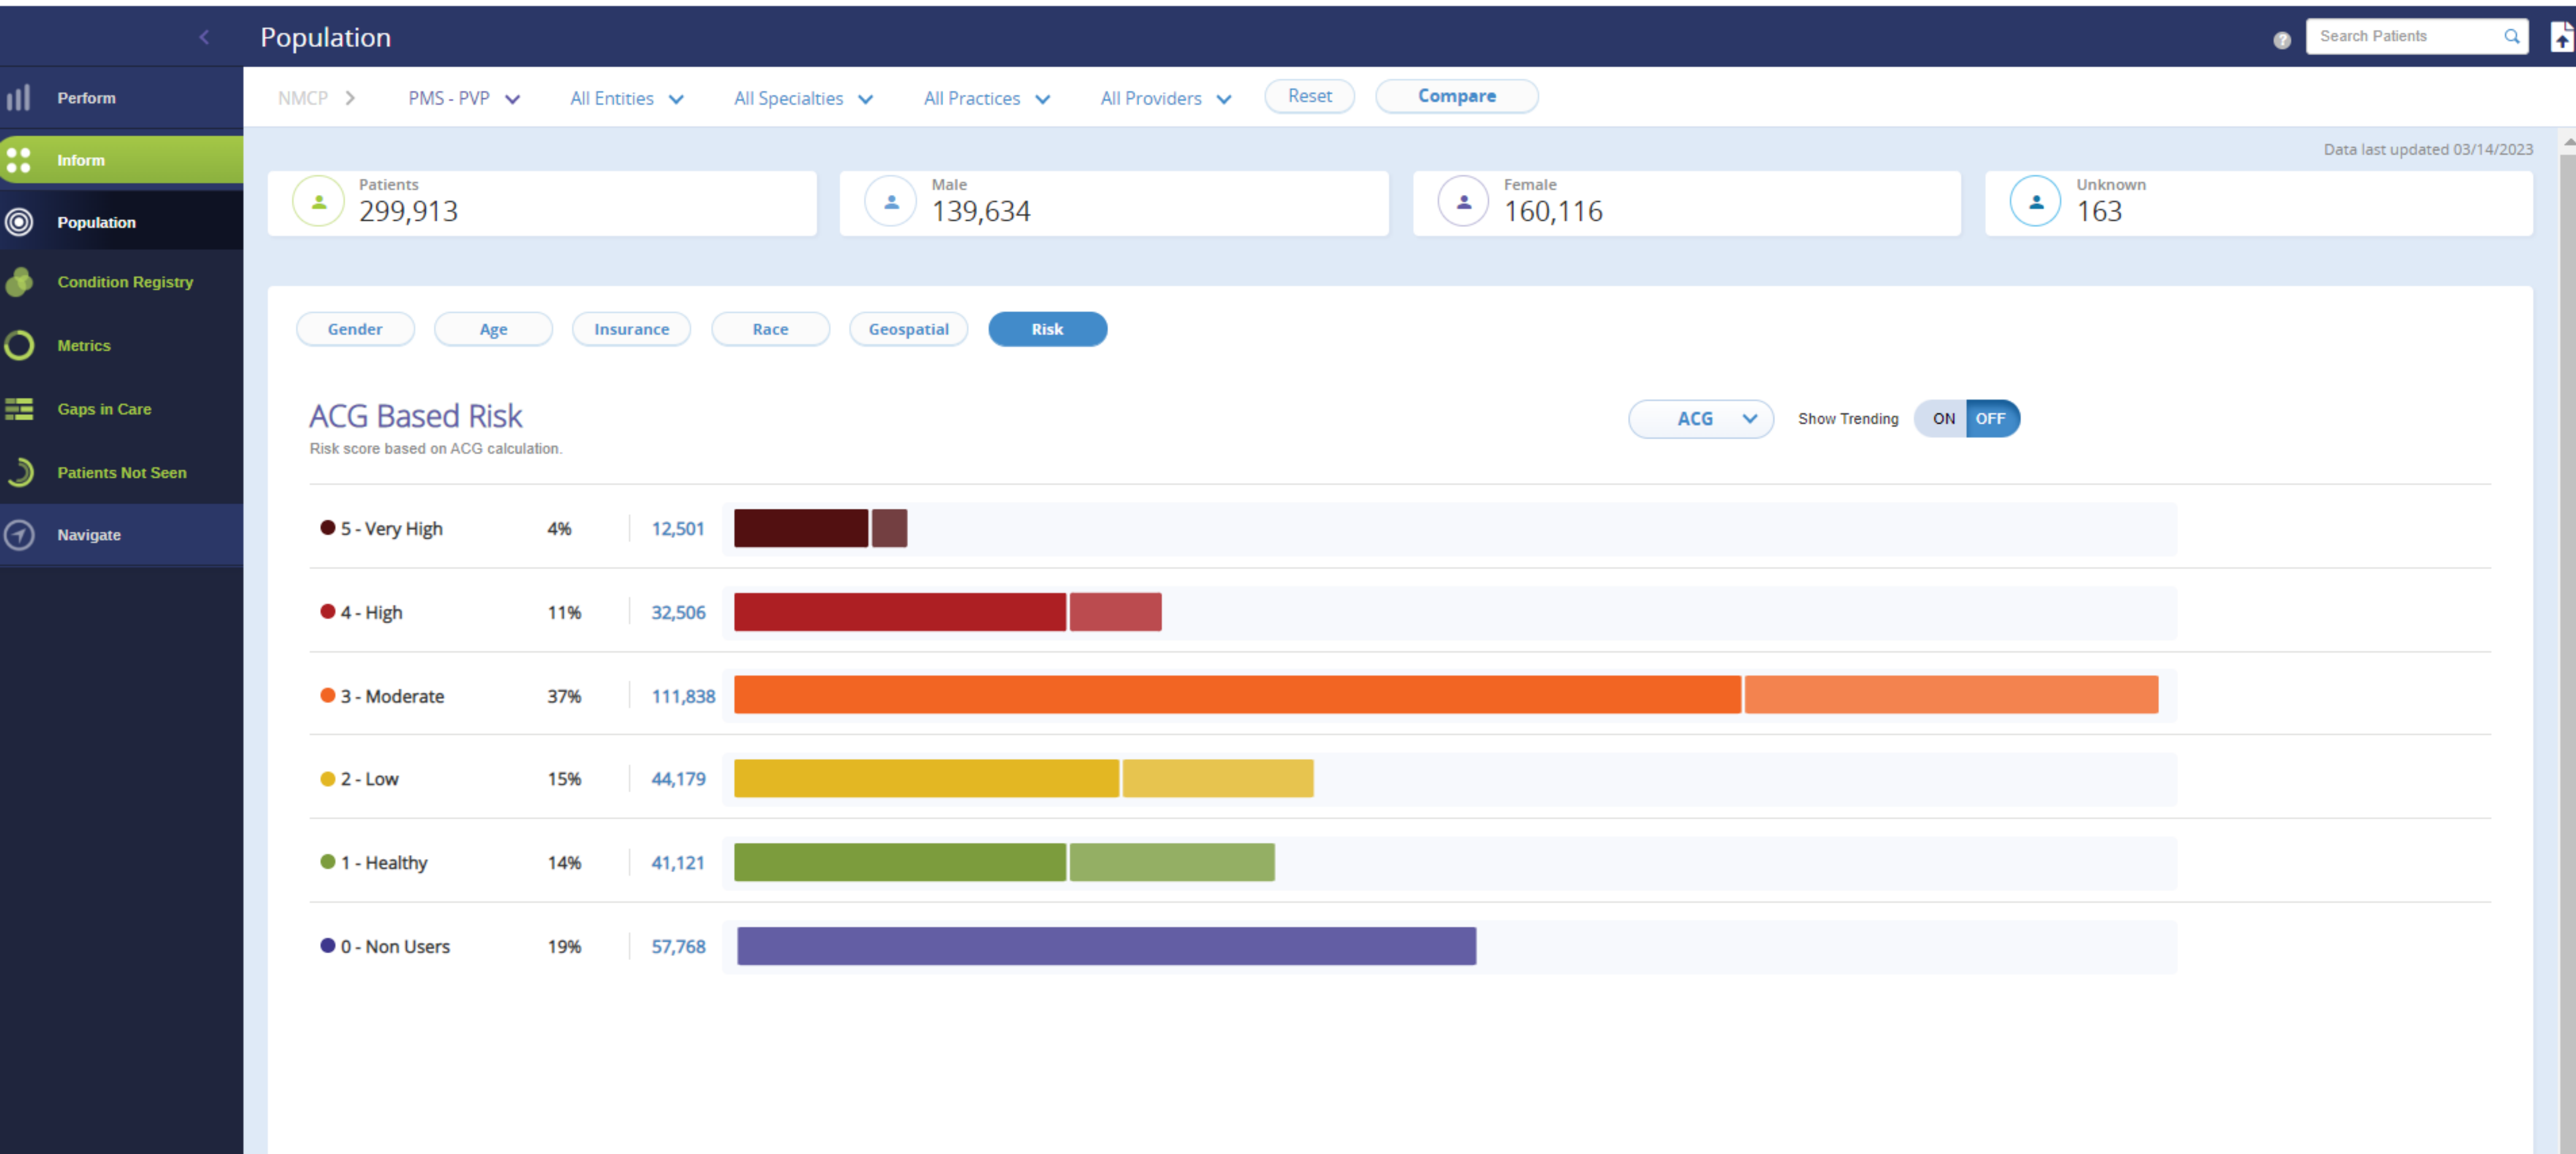 Population
Search Patients
Perform
Inform
Population
Condition Registry
Metrics
Gaps in Care
Patients Not Seen
Navigate
NMCP > PMS - PVP All Entities All Specialties All Practices All Providers Reset Compare
Data last updated 03/14/2023
Patients
299,913
Male
139,634
Female
160,116
Unknown
163
Gender Age Insurance Race Geospatial Risk
ACG Based Risk
Risk score based on ACG calculation.
ACG Show Trending ON OFF
5 - Very High 4% 12,501
4 - High 11% 32,506
3 - Moderate 37% 111,838
2 - Low 15% 44,179
1 - Healthy 14% 41,121
0 - Non Users 19% 57,768